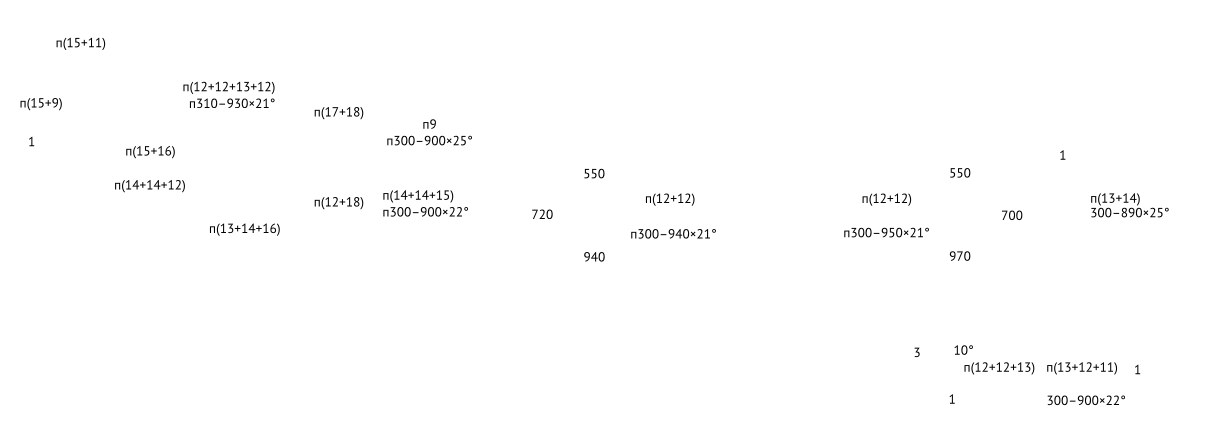 п(15+11)
п(12+12+13+12)
п(15+9)
п310–930×21°
п(17+18)
п9
1
п300–900×25°
п(15+16)
1
550
550
п(14+14+12)
п(14+14+15)
п(12+12)
п(12+12)
п(13+14)
п(12+18)
п300–900×22°
720
700
300–890×25°
п(13+14+16)
п300–940×21°
п300–950×21°
940
970
3
10°
п(12+12+13)
п(13+12+11)
1
1
300–900×22°